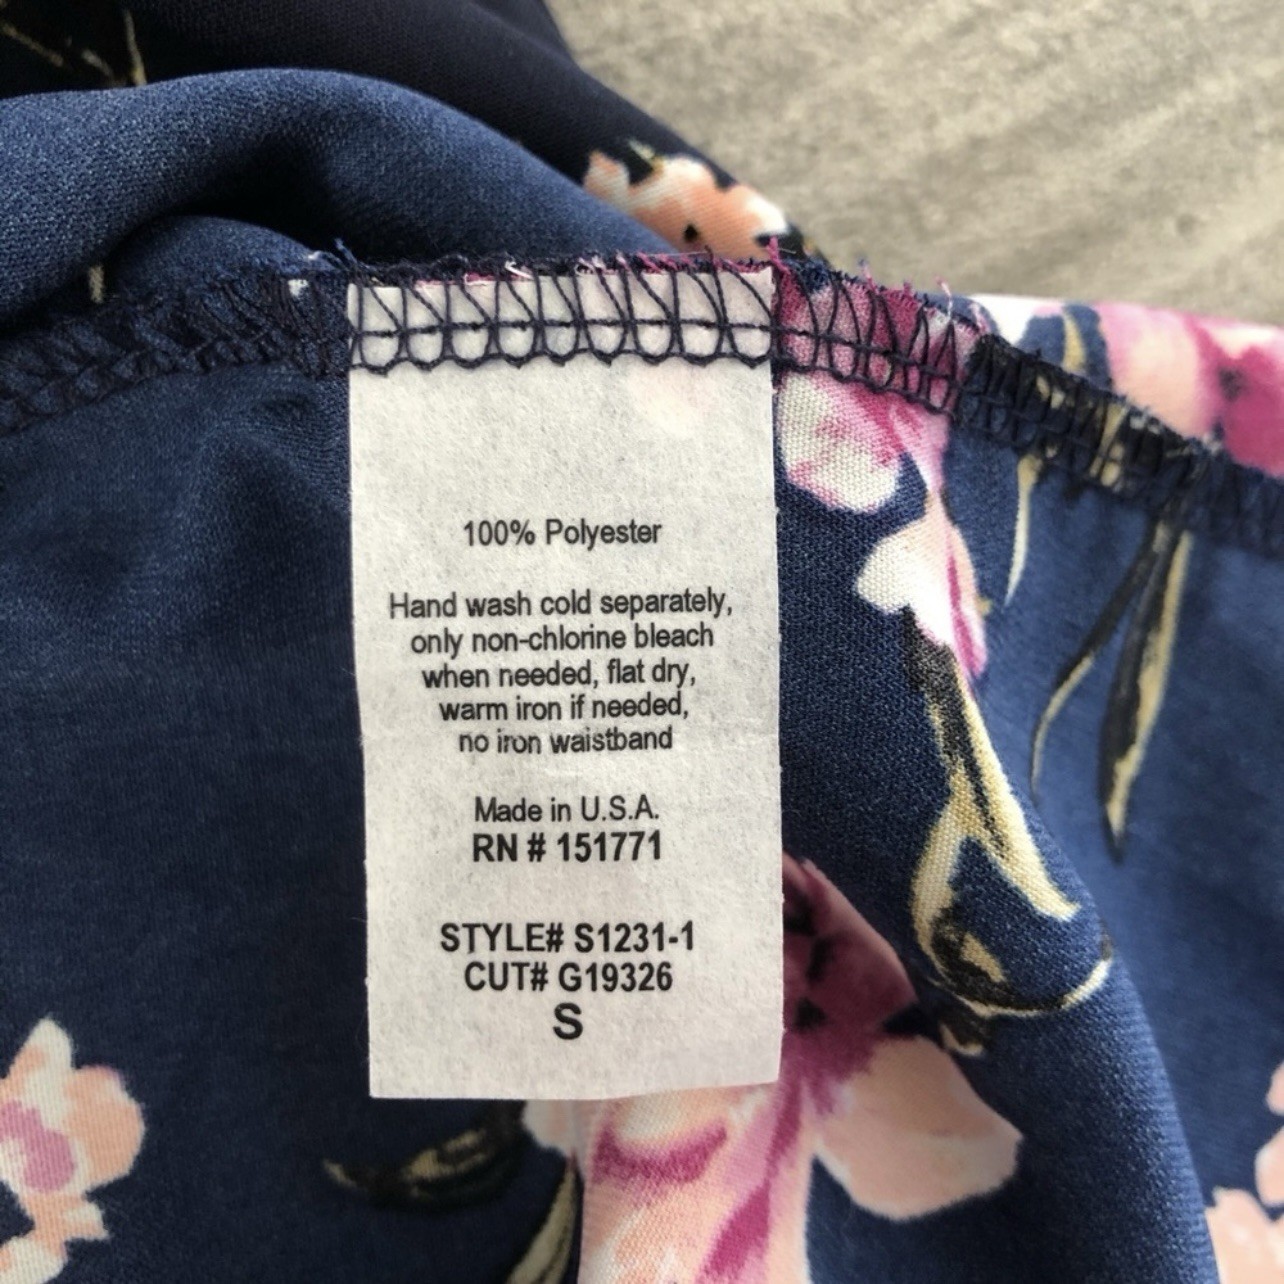 100% Polyester
Hand wash cold separately,
only non-chlorine bleach
when needed, flat dry,
warm iron if needed,
no iron waistband
Made in U.S.A.
RN # 151771
STYLE# S1231-1
CUT# G19326
S